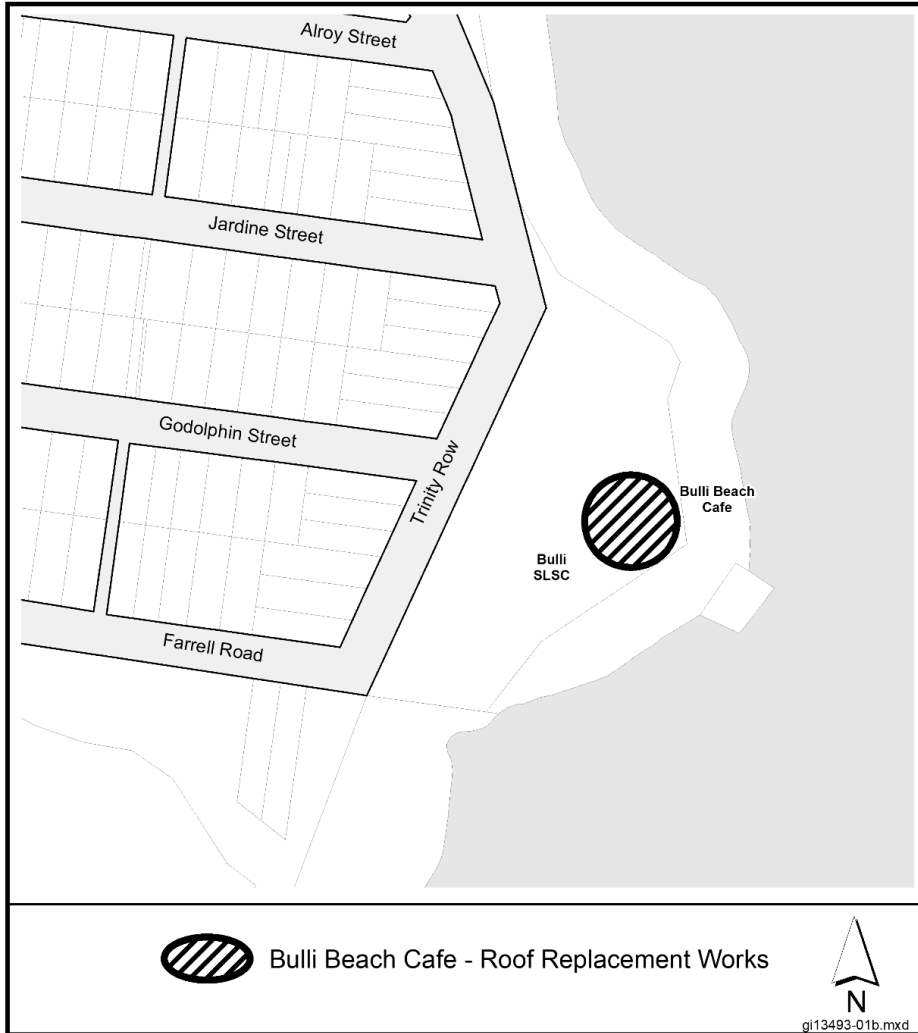 Alroy Street
Jardine Street
Godolphin Street
Trinity Row
Bulli Beach
Cafe
Bulli
SLSC
Farrell Road
Bulli Beach Cafe - Roof Replacement Works
N
gi13493-01b.mxd